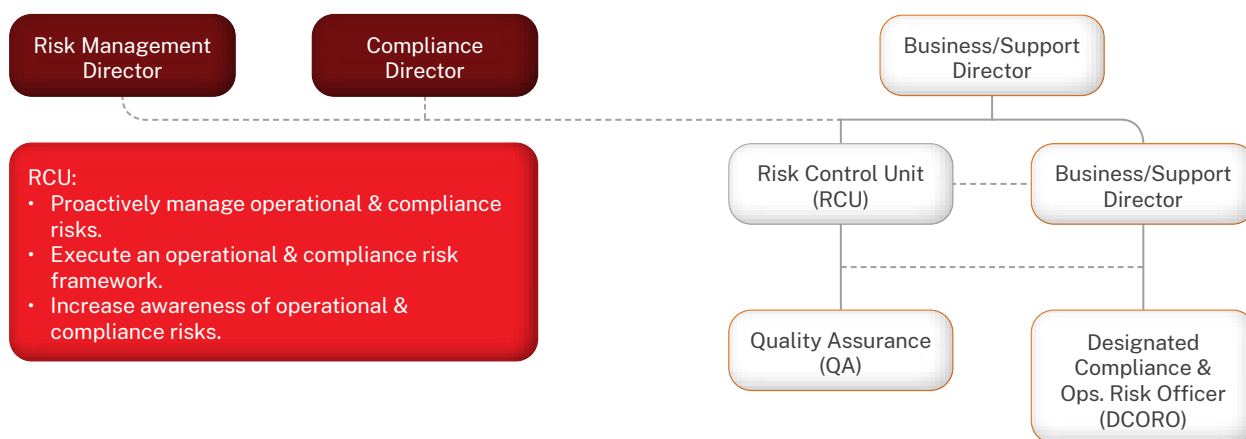 Risk Management
Director
Compliance
Director
Business/Support
Director
RCU:
• Proactively manage operational & compliance
risks.
• Execute an operational & compliance risk
framework.
• Increase awareness of operational &
compliance risks.
Risk Control Unit
(RCU)
Business/Support
Director
Quality Assurance
(QA)
Designated
Compliance &
Ops. Risk Officer
(DCORO)